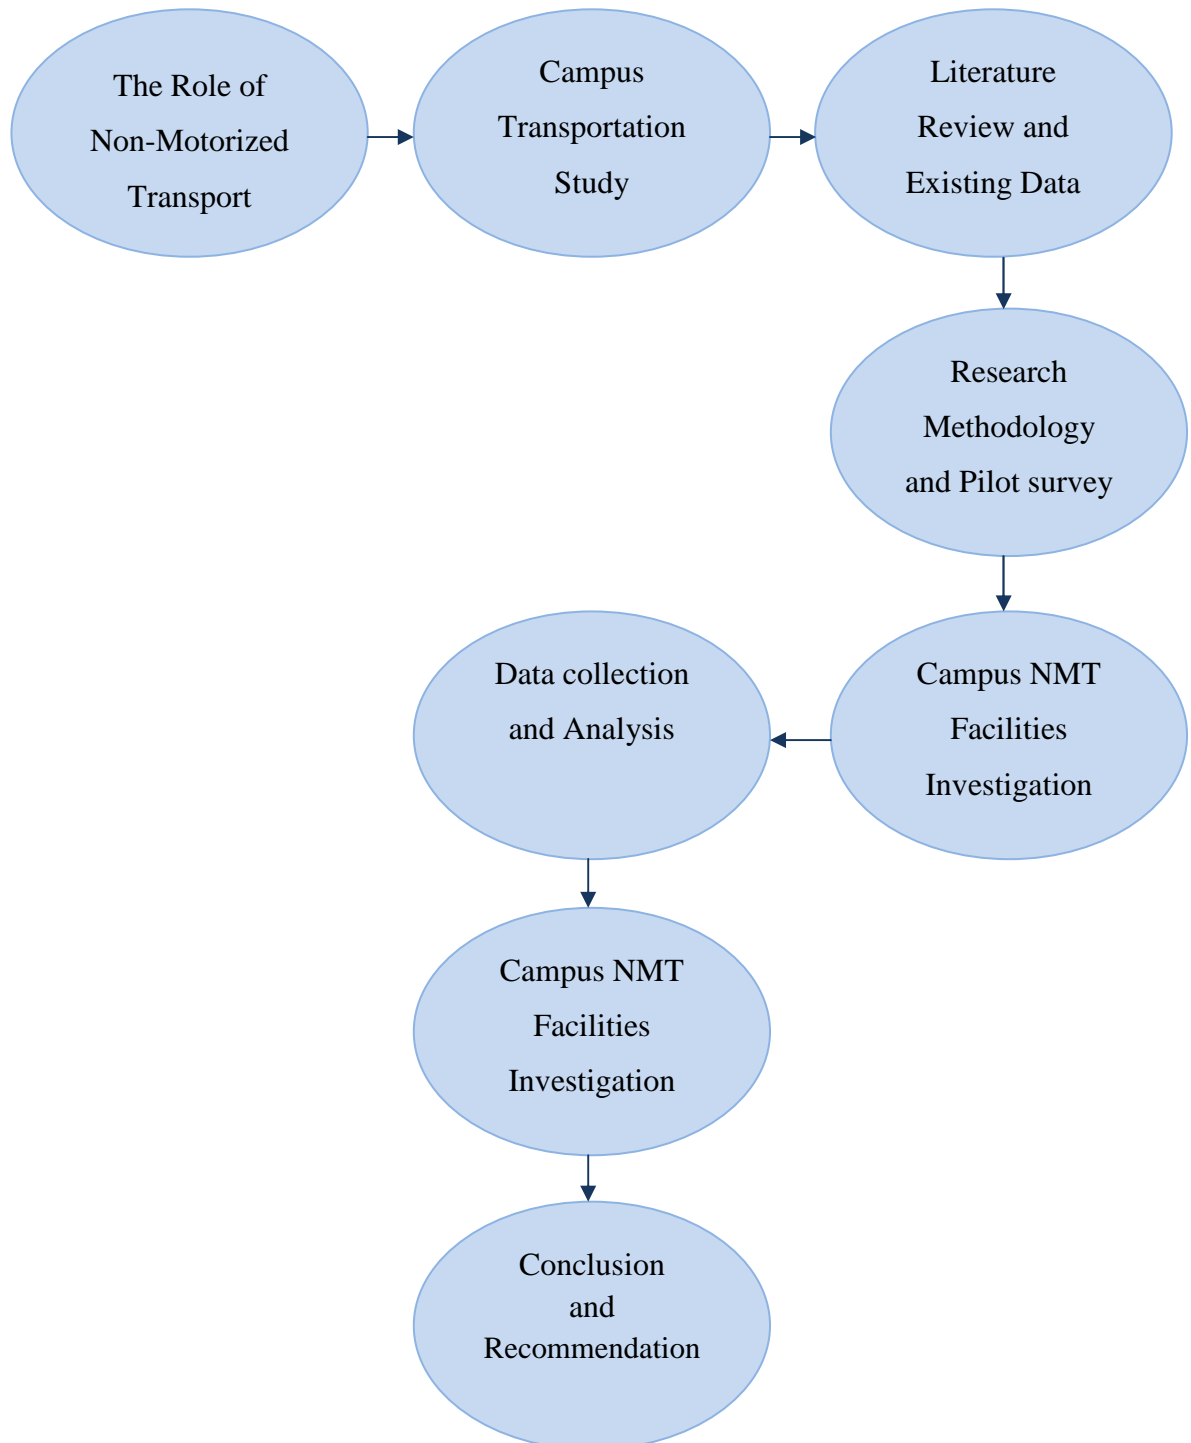 The Role of
Non-Motorized
Transport
Campus
Transportation
Study
Literature
Review and
Existing Data
Research
Methodology
and Pilot survey
Campus NMT
Facilities
Investigation
Data collection
and Analysis
Campus NMT
Facilities
Investigation
Conclusion
and
Recommendation